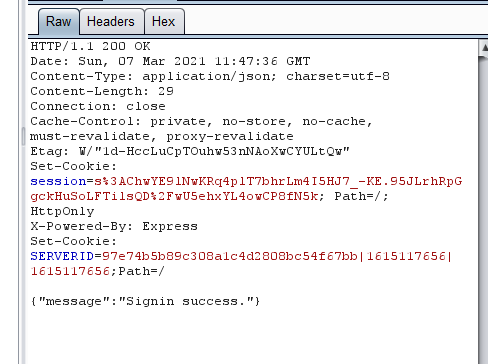 Raw Headers Hex
HTTP/1.1 200 OK
Date: Sun, 07 Mar 2021 11:47:36 GMT
Content-Type: application/json; charset=utf-8
Content-Length: 29
Connection: close
Cache-Control: private, no-store, no-cache,
must-revalidate, proxy-revalidate
Etag: W/"1d-HccLuCpTOuhw53nNAoXwCYULtQw"
Set-Cookie:
session=s%3AChwYE9lNwKRq4plT7bhrLm4I5HJ7_-KE.95JLrhRpG
gckHuSoLFTilsQD%2FwU5ehxYL4owCP8fN5k; Path=/;
HttpOnly
X-Powered-By: Express
Set-Cookie:
SERVERID=97e74b5b89c308a1c4d2808bc54f67bb|1615117656|
1615117656;Path=/
{"message":"Signin success."}